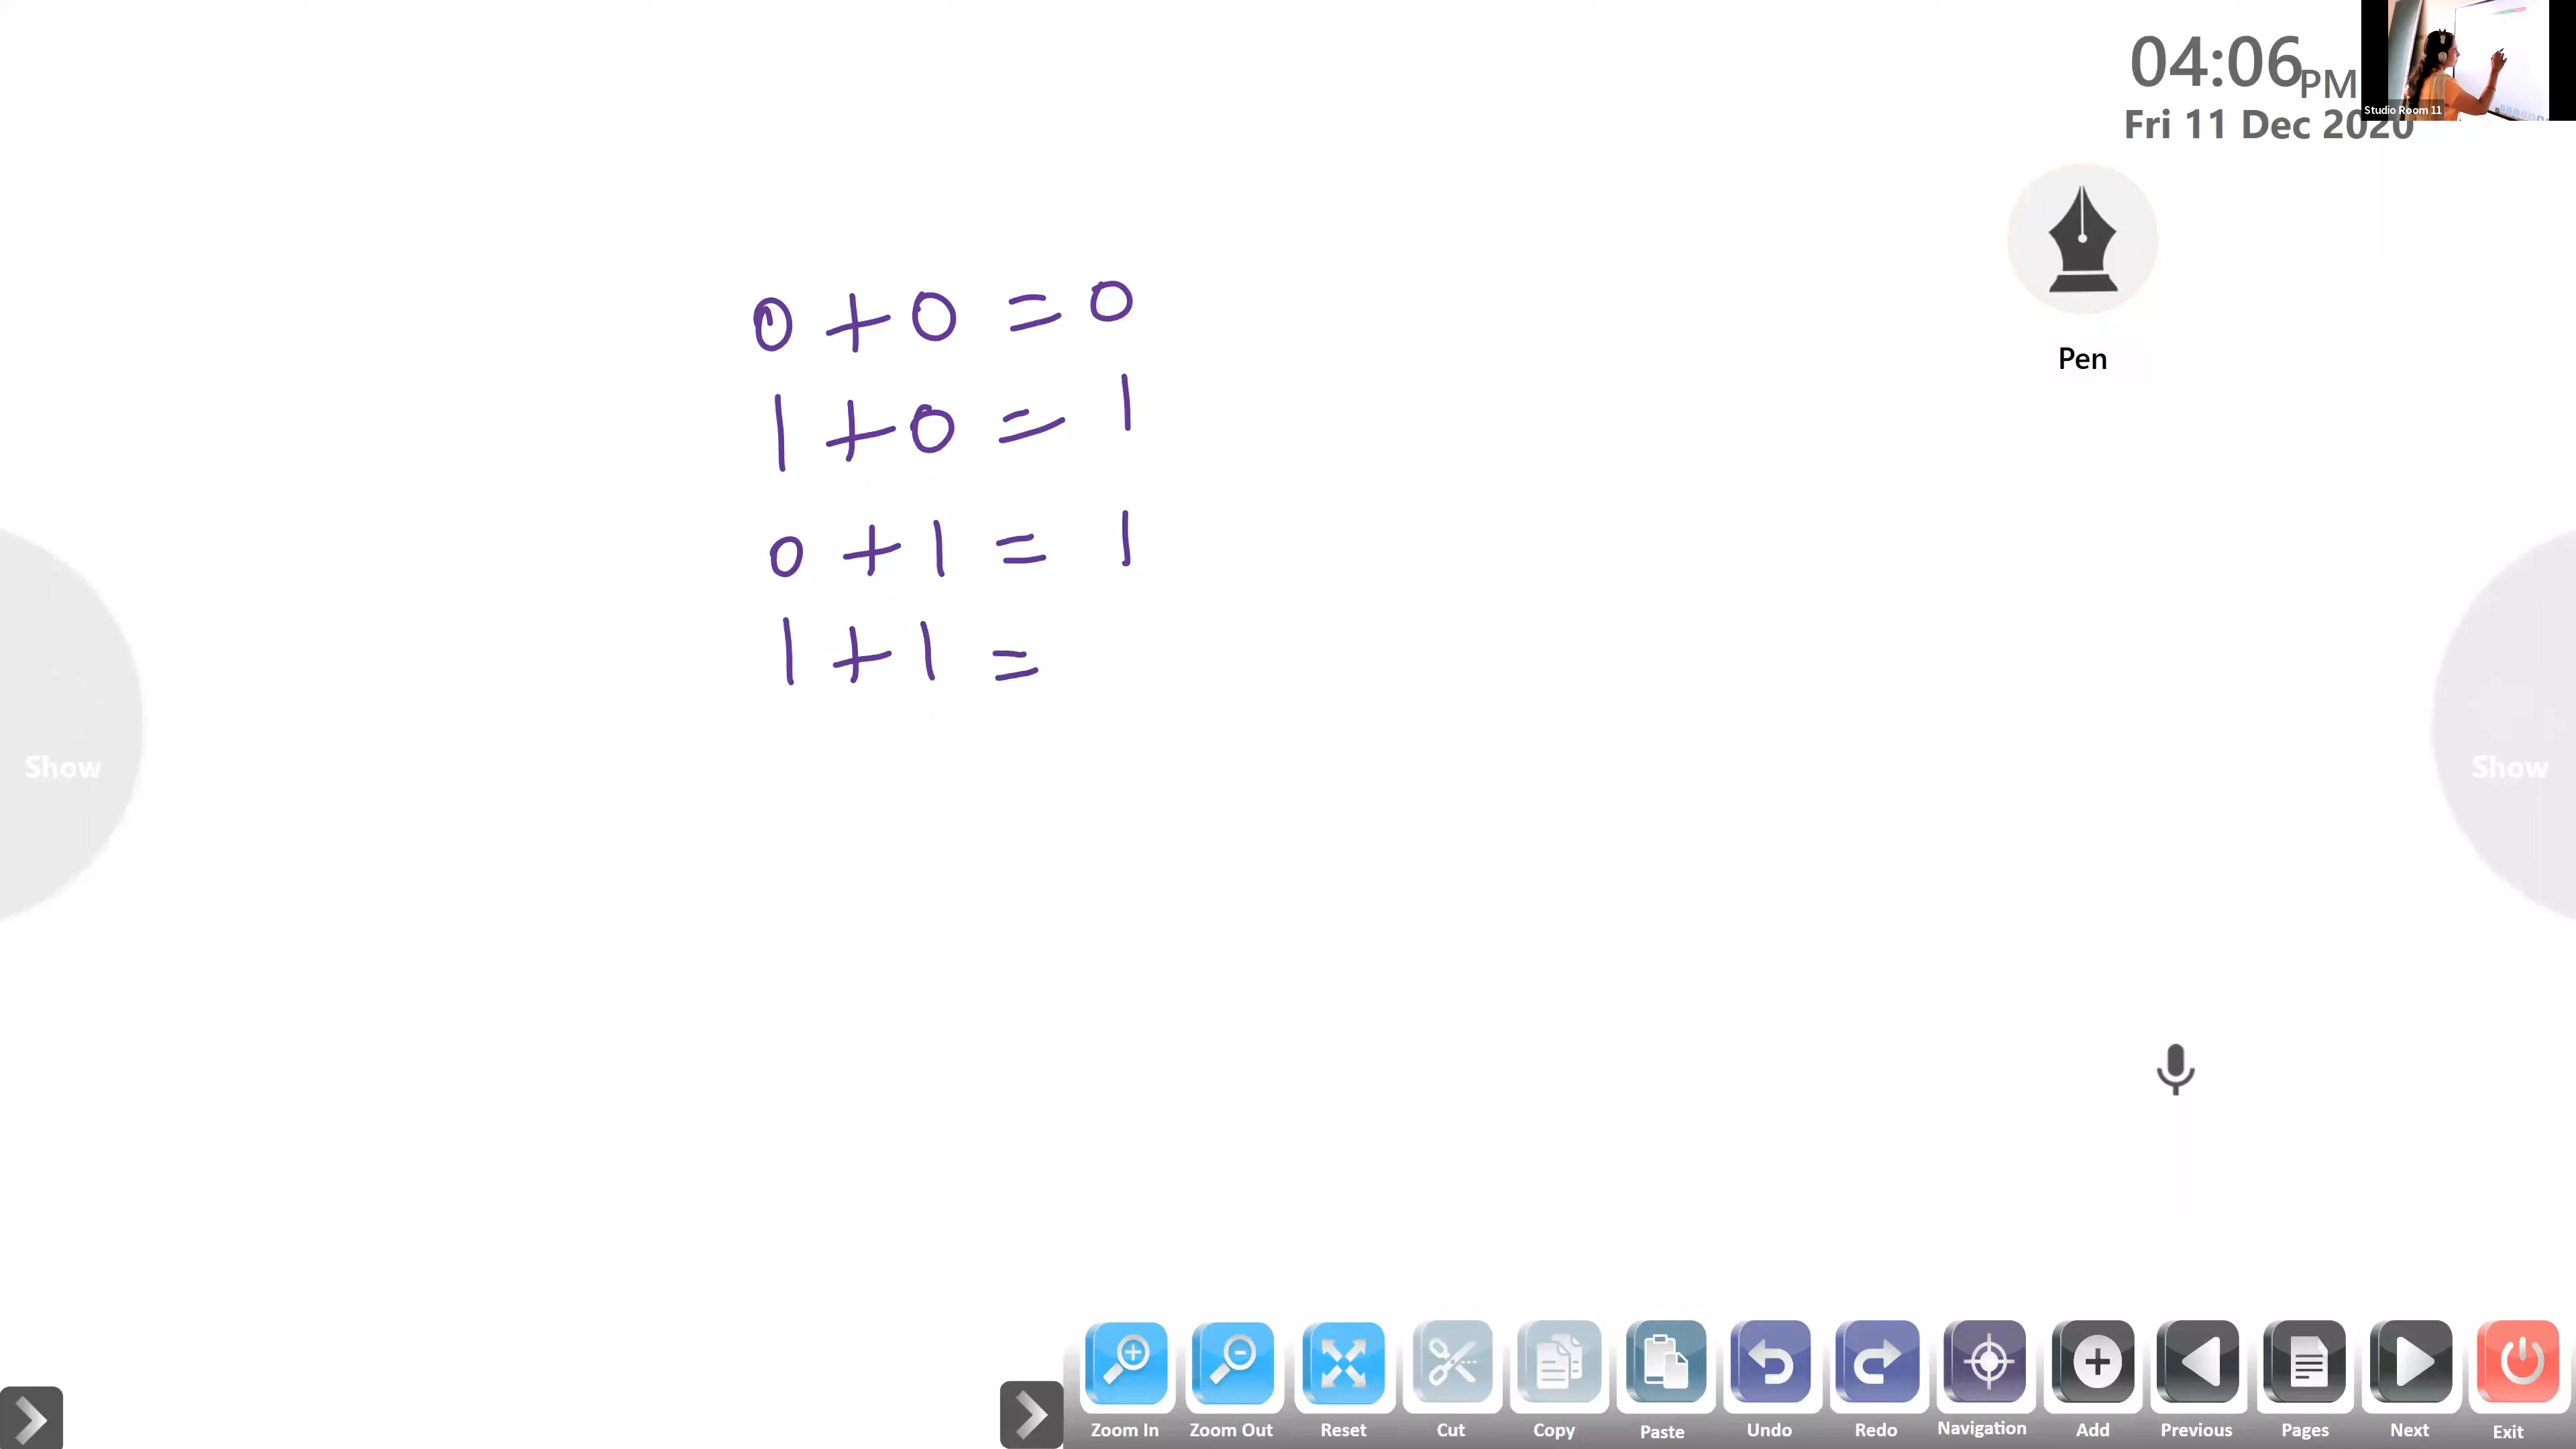 04:06 PM
Studio Room 11
Fri 11 Dec 2020
Pen
0 + 0 = 0
1 + 0 = 1
0 + 1 = 1
1 + 1 =
Show
Show
Zoom In
Zoom Out
Reset
Cut
Copy
Paste
Undo
Redo
Navigation
Add
Previous
Pages
Next
Exit